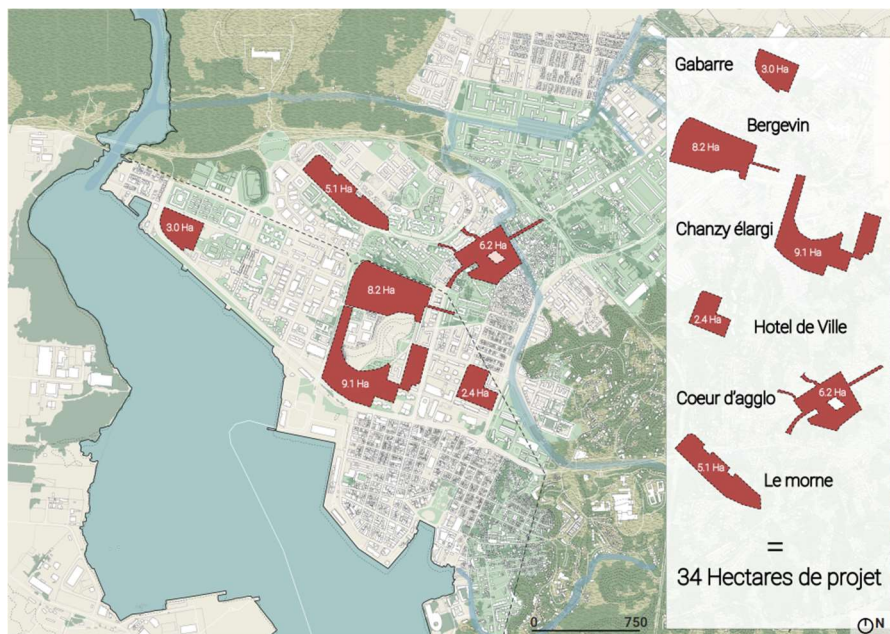 3.0 Ha
5.1 Ha
6.2 Ha
8.2 Ha
9.1 Ha
2.4 Ha
Gabarre
3.0 Ha
Bergevin
8.2 Ha
Chanzy élargi
9.1 Ha
2.4 Ha
Hotel de Ville
Coeur d'agglo
6.2 Ha
5.1 Ha
Le morne
=
34 Hectares de projet
0 750
N